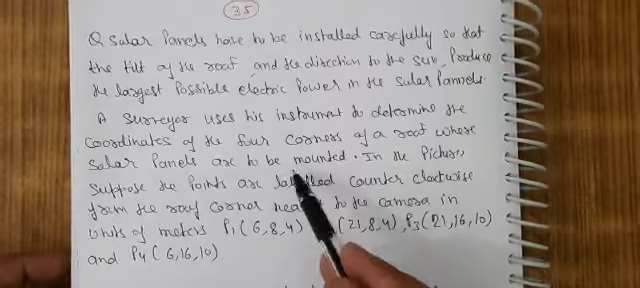 35
Q Solar Panels have to be installed carefully so that
the tilt of the roof, and the direction to the sun, Produce
the largest Possible electric Power in the Solar Pannels.
A Surveyor uses his instrument to determine the
Coordinates of the four Corners of a roof where
Solar Panels are to be mounted. In the Picture,
Suppose the Points are labelled Counter Clockwise
from the roof Corner to the camera in
Units of meters P1 (6,8,4) (21,8,4), P3 (21,16,10)
and P4 (6,16,10)